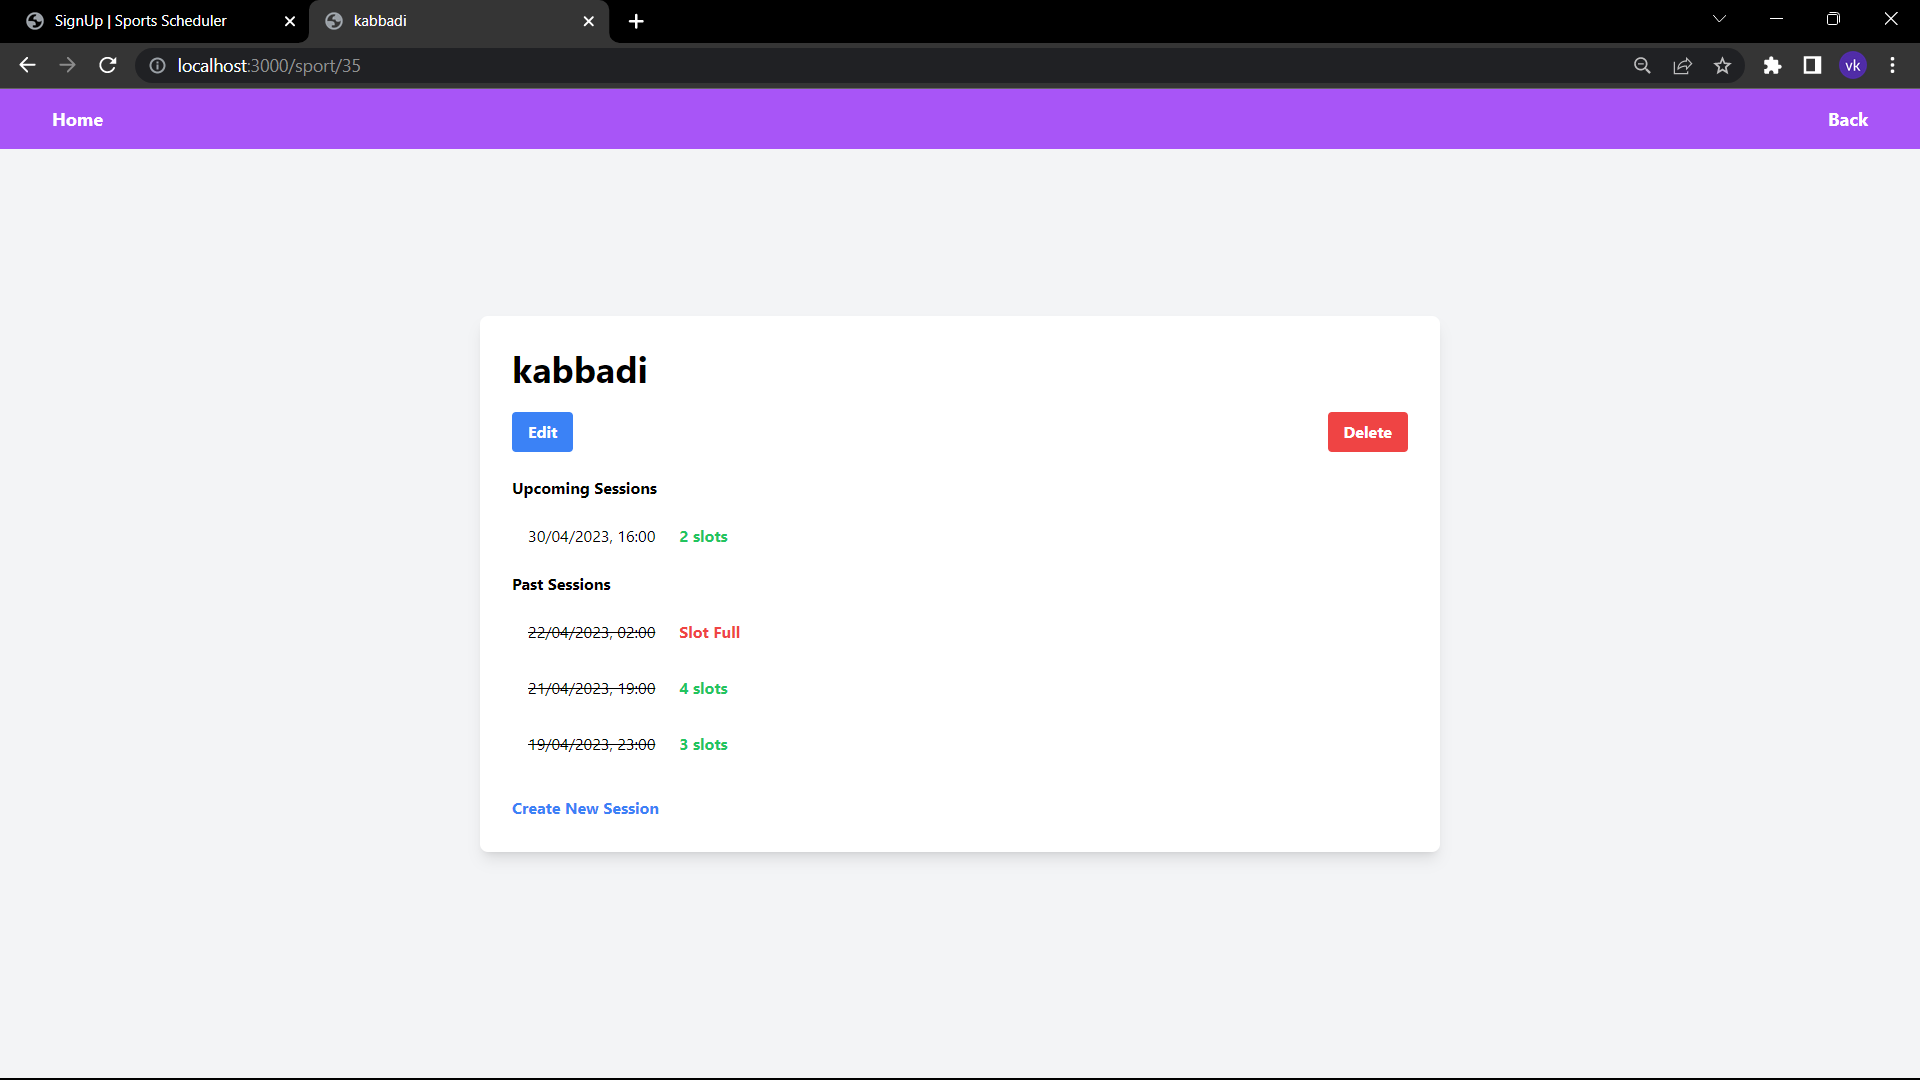 SignUp | Sports Scheduler
kabbadi
localhost:3000/sport/35
vk
Home
Back
kabbadi
Edit
Delete
Upcoming Sessions
30/04/2023, 16:00 2 slots
Past Sessions
22/04/2023, 02:00 Slot Full
21/04/2023, 19:00 4 slots
19/04/2023, 23:00 3 slots
Create New Session